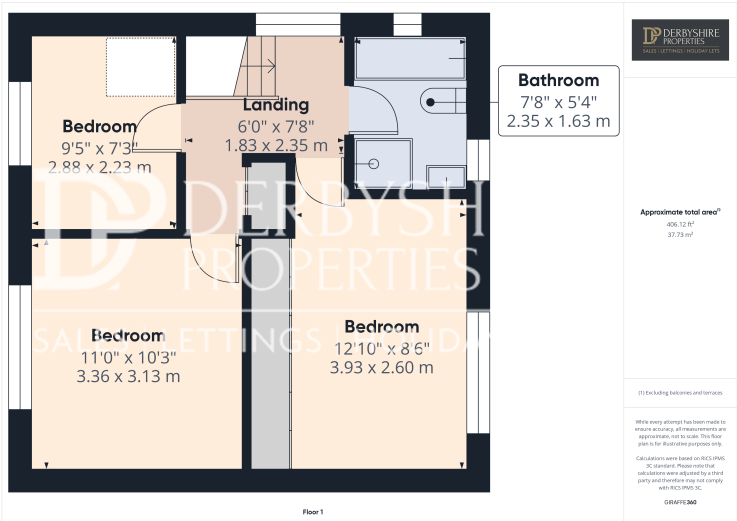 DERBYSHIRE
PROPERTIES
SALES | LETTINGS | HOLIDAY LETS
Bathroom
7'8" x 5'4"
2.35 x 1.63 m
Landing
6'0" x 7'8"
1.83 x 2.35 m
Bedroom
9'5" x 7'3"
2.88 x 2.23 m
DERBYSH
PROPERTIES
SALES | LETTINGS | HOLIDA
Bedroom
11'0" x 10'3"
3.36 x 3.13 m
Bedroom
12'10" x 8'6"
3.93 x 2.60 m
Floor 1
Approximate total area(1)
406.12 ft²
37.73 m²
(1) Excluding balconies and terraces
While every attempt has been made to
ensure accuracy, all measurements are
approximate, not to scale. This floor
plan is for illustrative purposes only.
Calculations were based on RICS IPMS
3C standard. Please note that
calculations were adjusted by a third
party and therefore may not comply
with RICS IPMS 3C.
GIRAFFE360